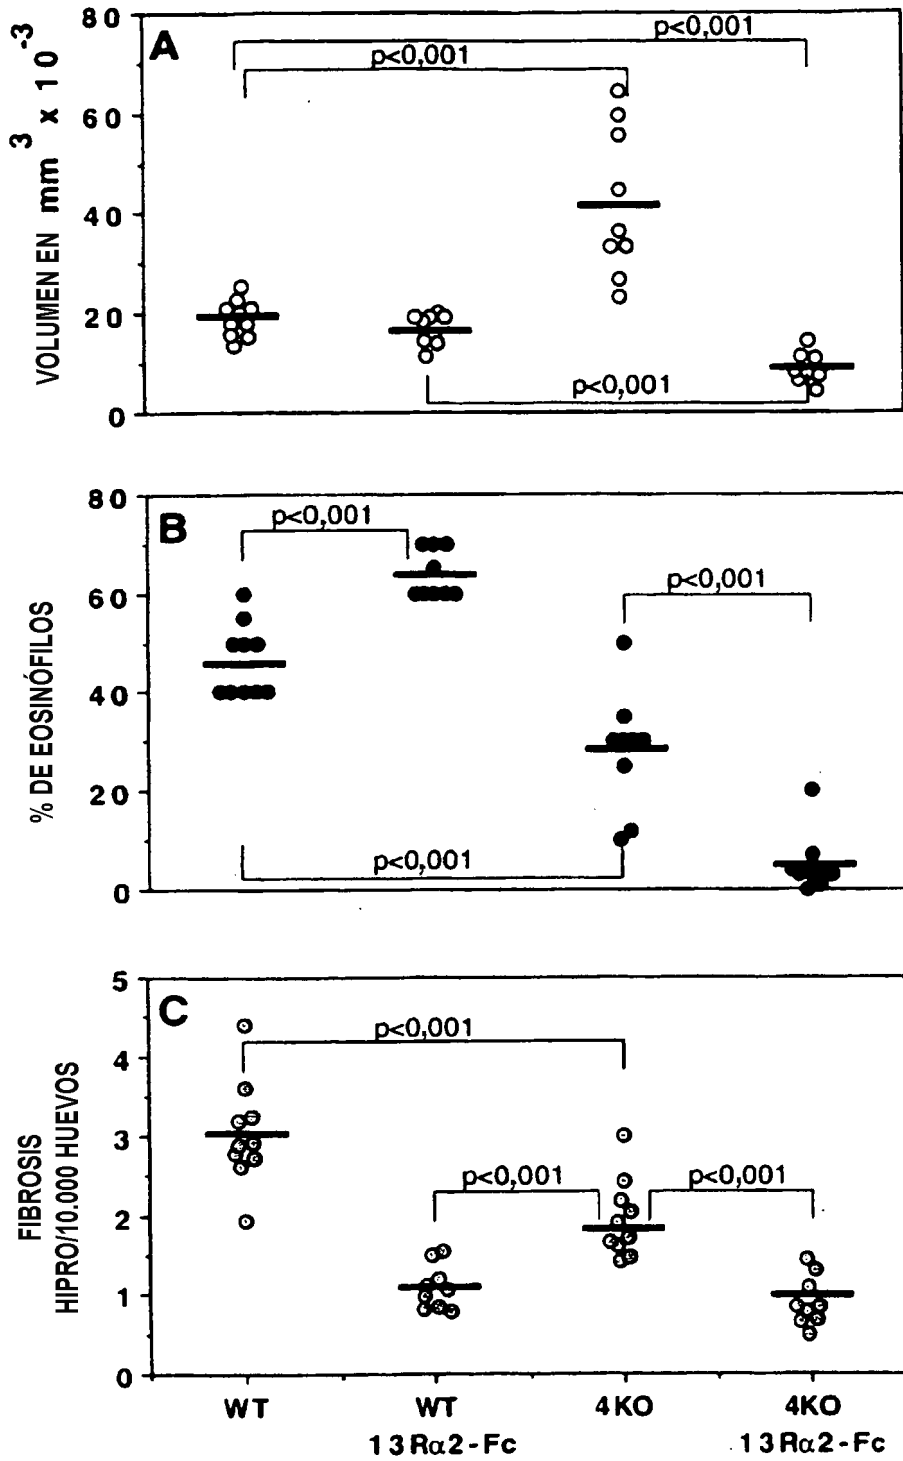 A
VOLUMEN EN mm3 x 10-3
80
60
40
20
0
p<0,001
p<0,001
p<0,001
B
% DE EOSINÓFILOS
80
60
40
20
0
p<0,001
p<0,001
p<0,001
C
FIBROSIS
HIPRO/10.000 HUEVOS
5
4
3
2
1
0
p<0,001
p<0,001
p<0,001
WT
WT
4KO
4KO
13Rα2-Fc
13Rα2-Fc